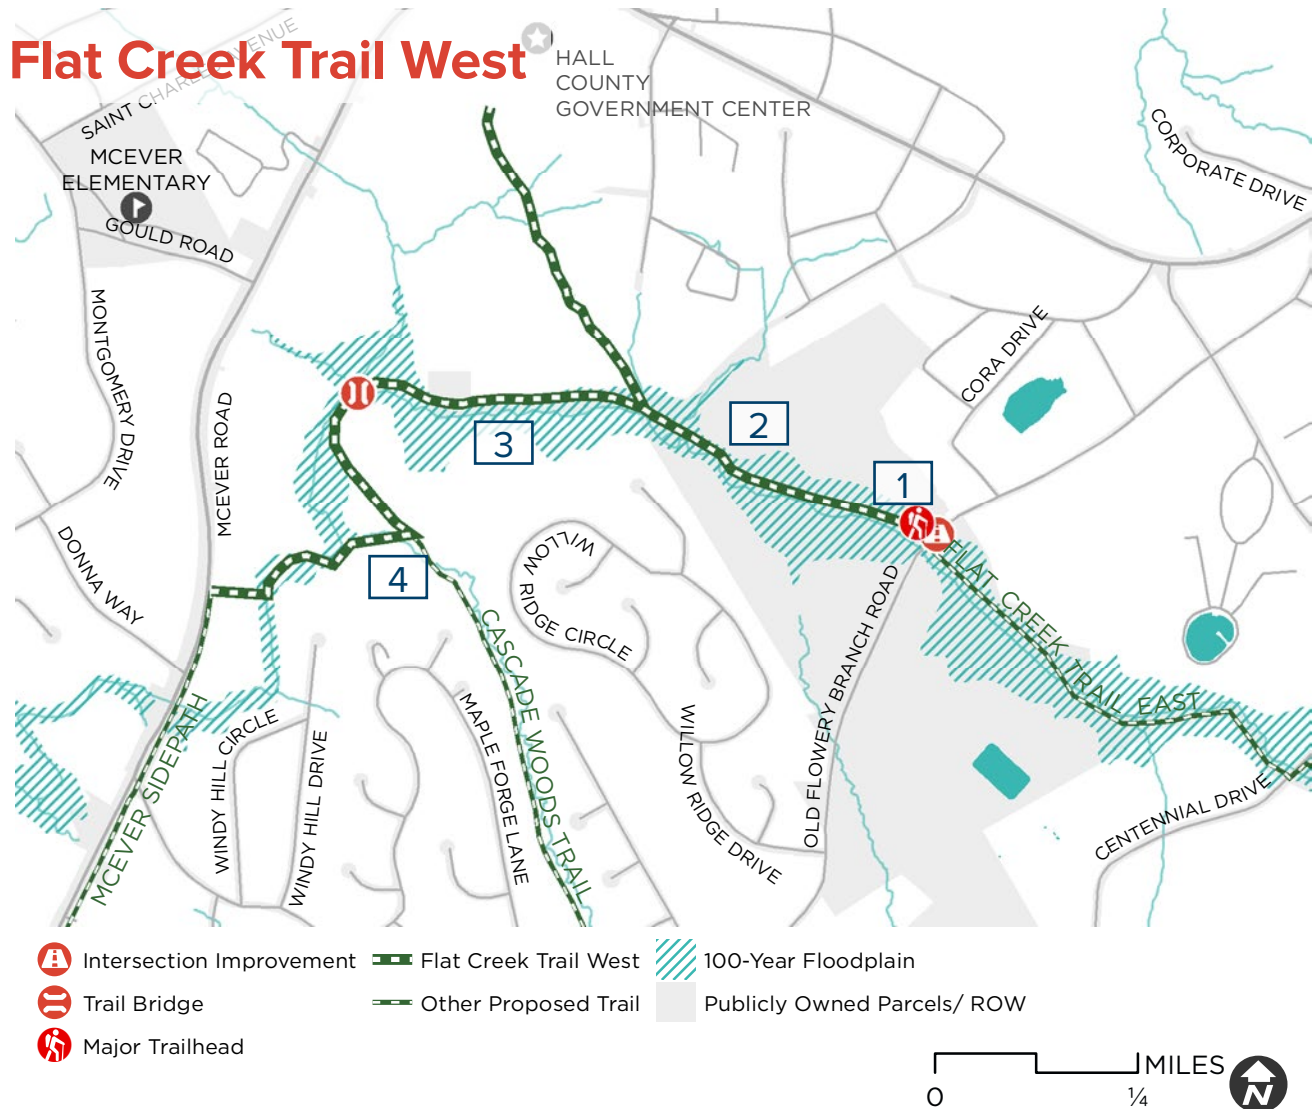 Flat Creek Trail West
HALL
COUNTY
GOVERNMENT CENTER
SAINT CHARLES AVENUE
MCEVER
ELEMENTARY
GOULD ROAD
CORPORATE DRIVE
MONTGOMERY DRIVE
MCEVER ROAD
CORA DRIVE
2
3
1
DONNA WAY
4
WILLOW
RIDGE CIRCLE
FLAT CREEK TRAIL EAST
OLD FLOWERY BRANCH ROAD
CASCADE WOODS TRAIL
MCEVER SIDEPATH
WINDY HILL CIRCLE
WINDY HILL DRIVE
MAPLE FORGE LANE
WILLOW RIDGE DRIVE
CENTENNIAL DRIVE
Intersection Improvement
Flat Creek Trail West
100-Year Floodplain
Trail Bridge
Other Proposed Trail
Publicly Owned Parcels/ ROW
Major Trailhead
MILES
0
¼
N